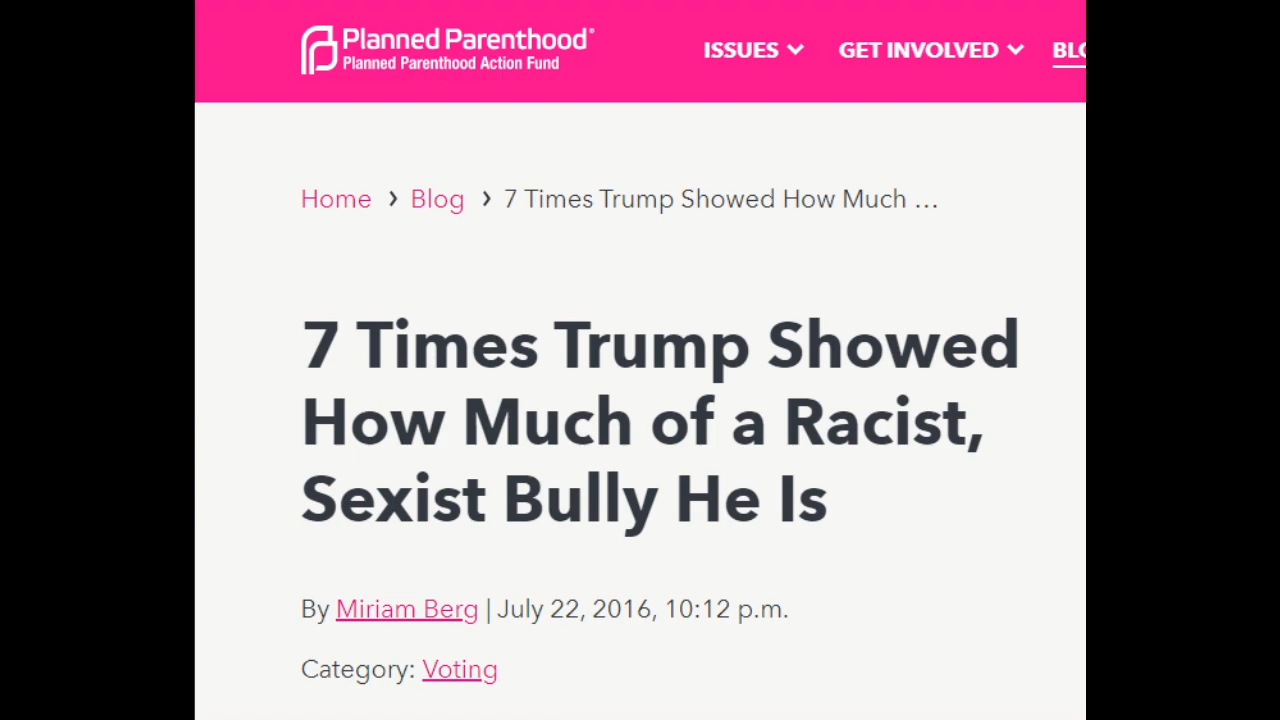 Planned Parenthood®
Planned Parenthood Action Fund
ISSUES GET INVOLVED BLO
Home › Blog › 7 Times Trump Showed How Much ...
7 Times Trump Showed
How Much of a Racist,
Sexist Bully He Is
By Miriam Berg | July 22, 2016, 10:12 p.m.
Category: Voting